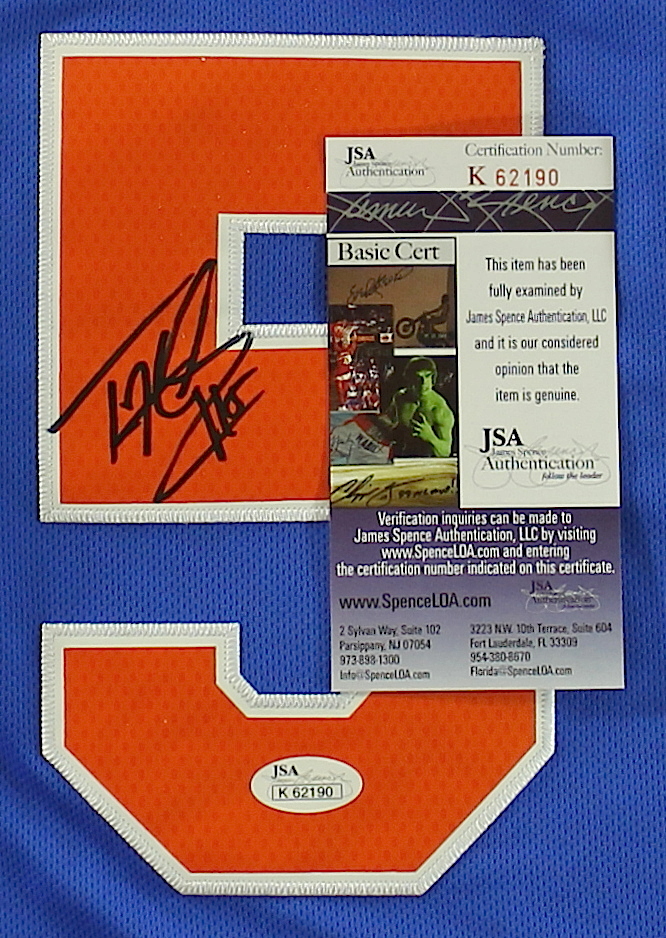 JSA
James Spence
Authentication
Certification Number:
K 62190
James Spence
Basic Cert
This item has been
fully examined by
James Spence Authentication, LLC
and it is our considered
opinion that the
item is genuine.
JSA
James Spence
Authentication
follow the leader
Verification inquiries can be made to
James Spence Authentication, LLC by visiting
www.SpenceLOA.com and entering
the certification number indicated on this certificate.
www.SpenceLOA.com
JSA
Authentication
2 Sylvan Way, Suite 102
Parsippany, NJ 07054
973-898-1300
Info@SpenceLOA.com
3223 N.W. 10th Terrace, Suite 604
Fort Lauderdale, FL 33309
954-380-8670
Florida@SpenceLOA.com
JSA
K 62190